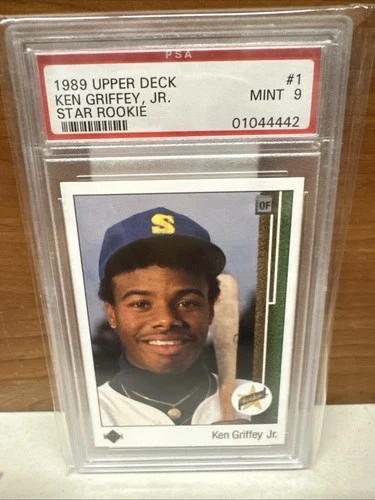 PSA
1989 UPPER DECK #1
KEN GRIFFEY, JR. MINT 9
STAR ROOKIE 01044442
OF
S
Ken Griffey Jr.